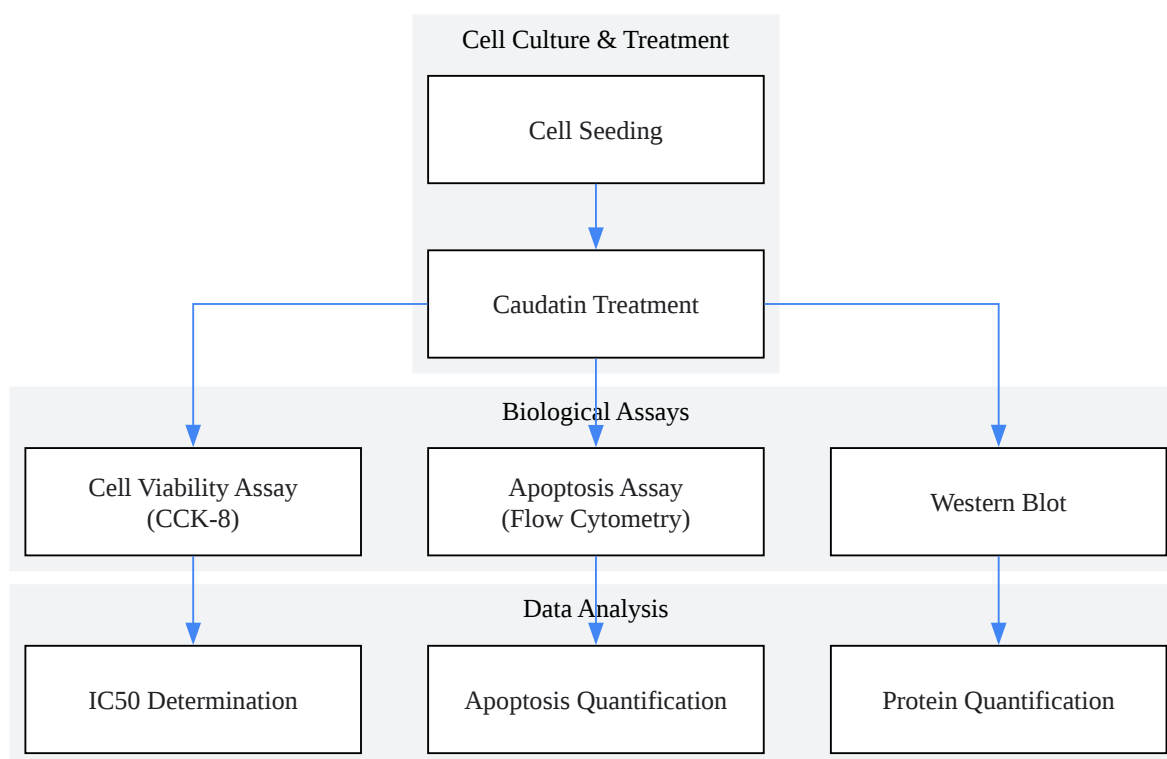 Cell Culture & Treatment
Cell Seeding
Caudatin Treatment
Biological Assays
Cell Viability Assay
(CCK-8)
Apoptosis Assay
(Flow Cytometry)
Western Blot
Data Analysis
IC50 Determination
Apoptosis Quantification
Protein Quantification